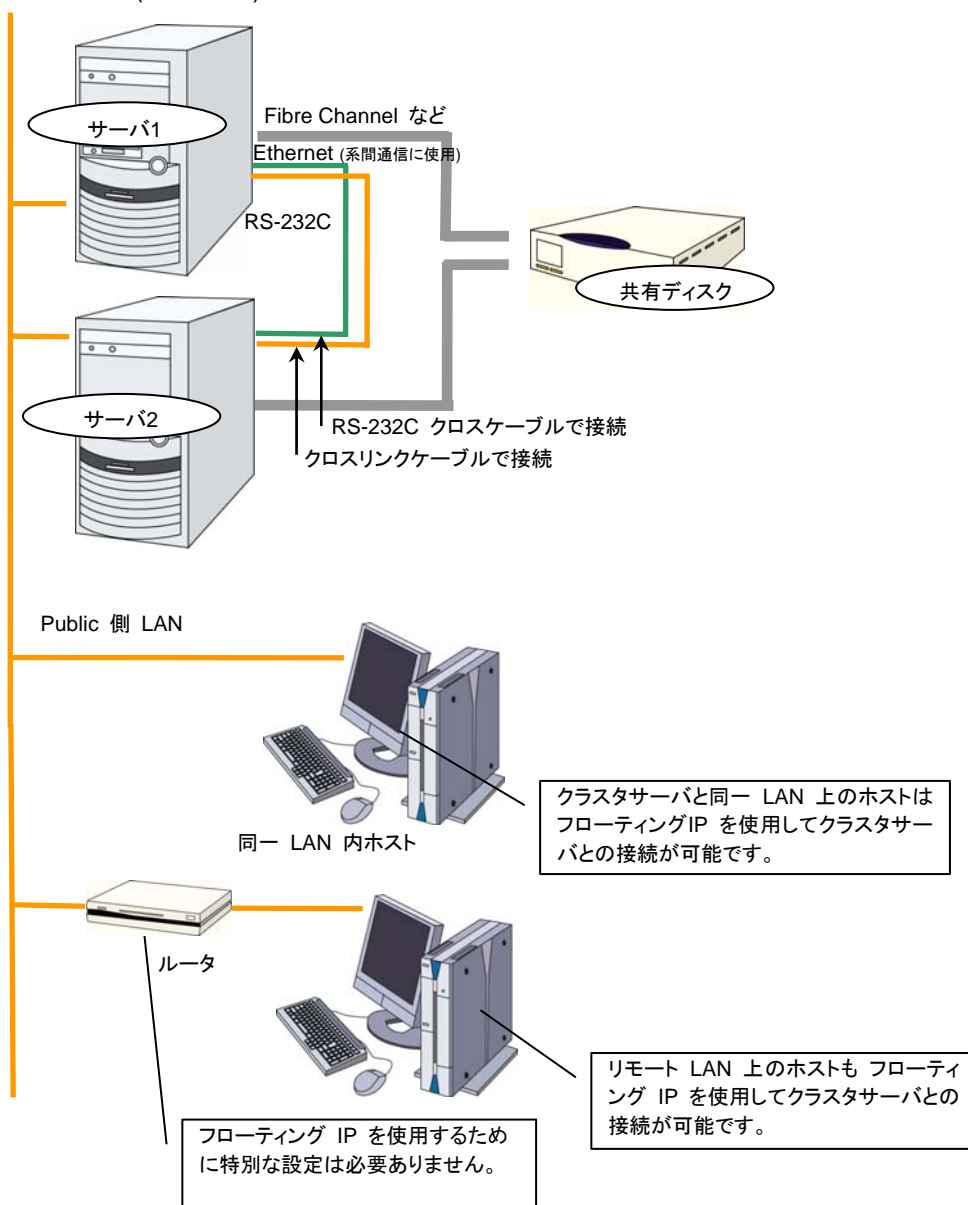 サーバ1
Fibre Channel など
Ethernet (系間通信に使用)
RS-232C
共有ディスク
サーバ2
RS-232C クロスケーブルで接続
クロスリンクケーブルで接続
Public 側 LAN
クラスタサーバと同一 LAN 上のホストは
フローティングIP を使用してクラスタサー
バとの接続が可能です。
同一 LAN 内ホスト
ルータ
リモート LAN 上のホストも フローティ
ング IP を使用してクラスタサーバとの
接続が可能です。
フローティング IP を使用するため
に特別な設定は必要ありません。